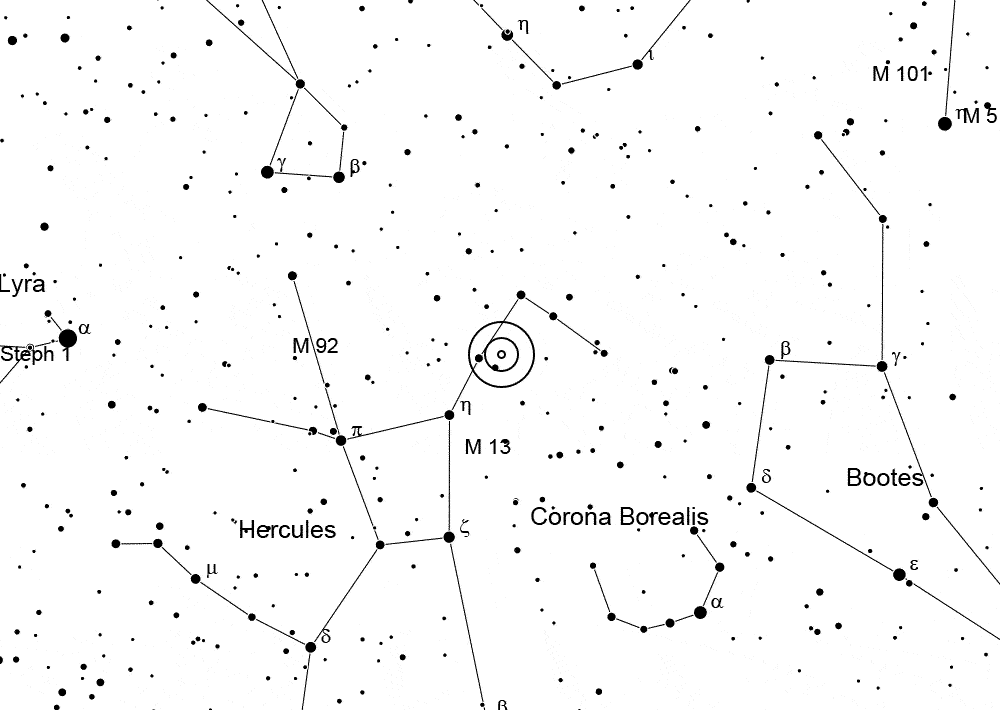 η
ι
M 101
η
M 5
γ
β
Lyra
α
Steph 1
M 92
β
γ
η
π
M 13
δ
Bootes
Corona Borealis
Hercules
ζ
ε
μ
α
δ
β